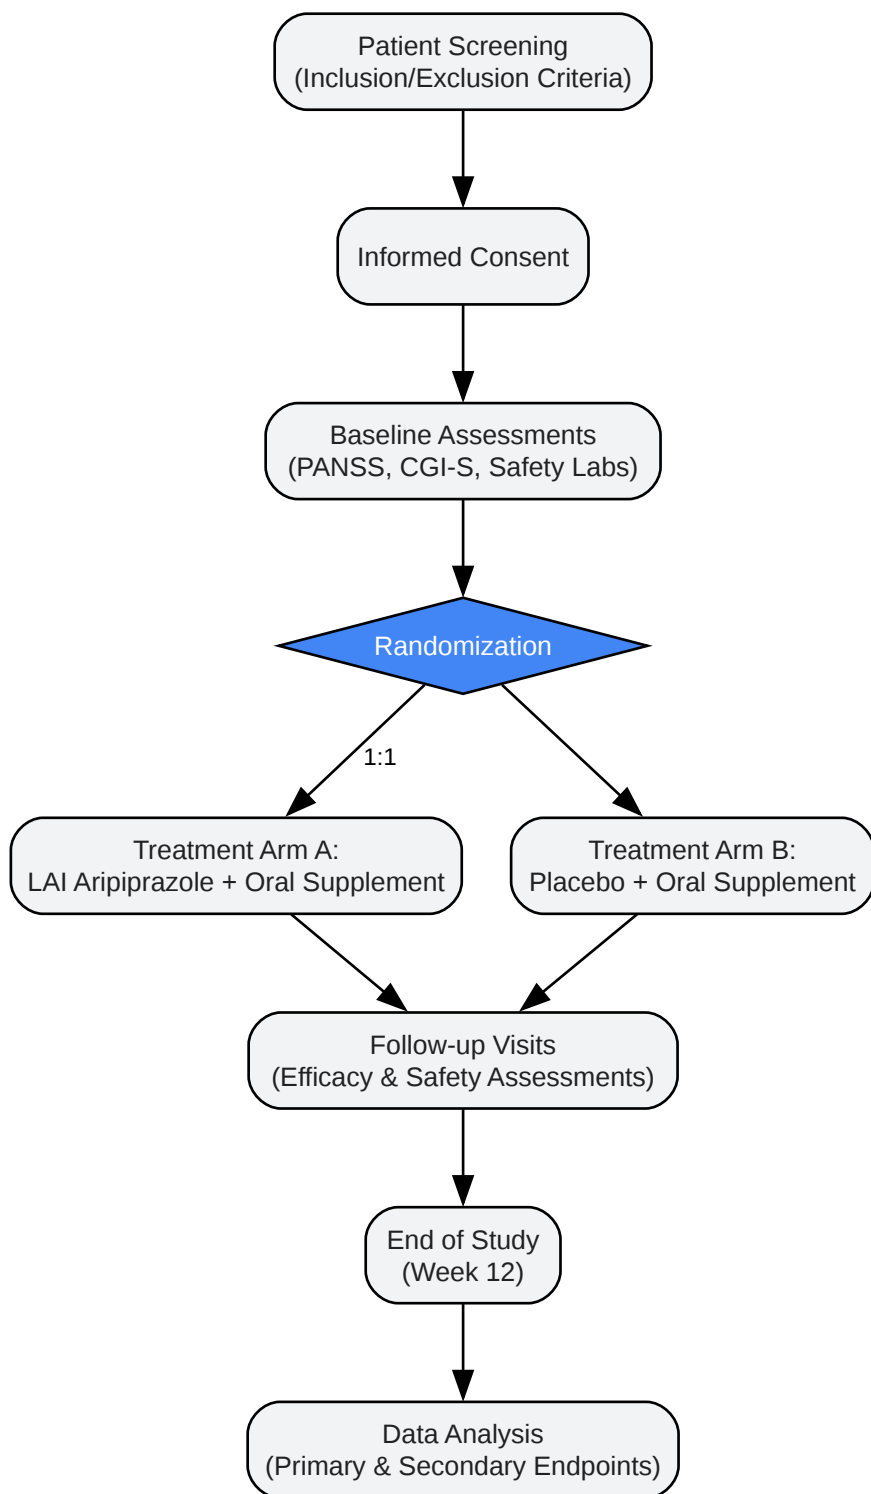 Patient Screening
(Inclusion/Exclusion Criteria)
Informed Consent
Baseline Assessments
(PANSS, CGI-S, Safety Labs)
Randomization
1:1
Treatment Arm A:
LAI Aripiprazole + Oral Supplement
Treatment Arm B:
Placebo + Oral Supplement
Follow-up Visits
(Efficacy & Safety Assessments)
End of Study
(Week 12)
Data Analysis
(Primary & Secondary Endpoints)